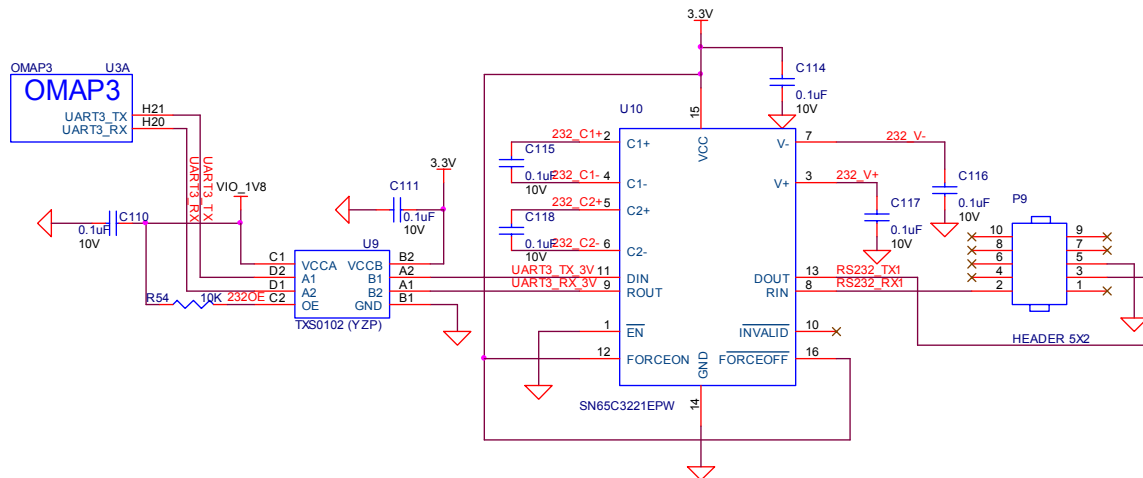 3.3V
OMAP3 U3A
OMAP3
UART3_TX H21
UART3_RX H20
UART3_TX
UART3_RX
VIO_1V8
C110
0.1uF
10V
R54 10K 232OE
3.3V
C111
0.1uF
10V
U9
C1 VCCA VCCB B2
D2 A1 B1 A2
D1 A2 B2 A1
C2 OE GND B1
TXS0102 (YZP)
UART3_TX_3V
UART3_RX_3V
C114
0.1uF
10V
U10
15
VCC
232_C1+ 2 C1+
C115
0.1uF
10V
232_C1- 4 C1-
232_C2+ 5 C2+
C118
0.1uF
10V
232_C2- 6 C2-
11 DIN
9 ROUT
1 EN
12 FORCEON
V- 7 232_V-
V+ 3 232_V+
C116
0.1uF
10V
C117
0.1uF
10V
DOUT 13 RS232_TX1
RIN 8 RS232_RX1
INVALID 10
FORCEOFF 16
GND
14
SN65C3221EPW
P9
10 9
8 7
6 5
4 3
2 1
HEADER 5X2